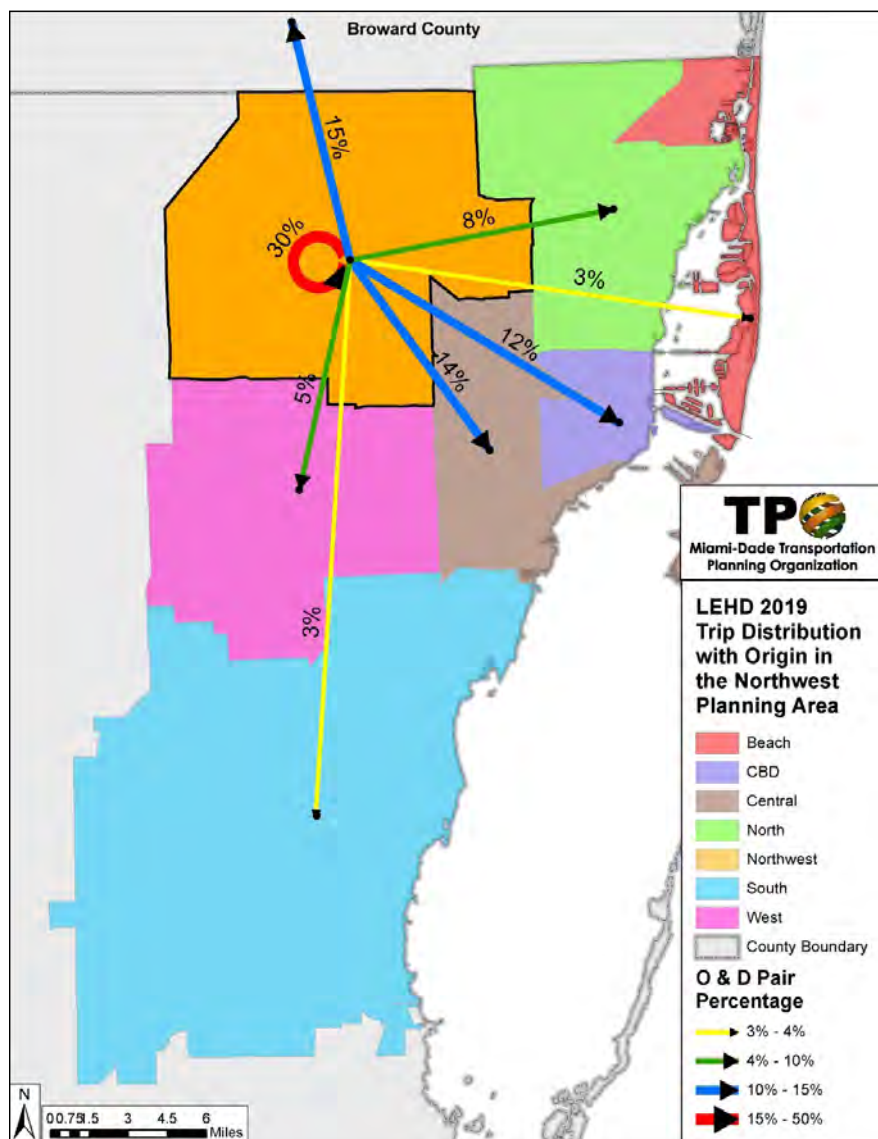 Broward County
15%
8%
30%
3%
12%
14%
5%
3%
TPO
Miami-Dade Transportation
Planning Organization
LEHD 2019
Trip Distribution
with Origin in
the Northwest
Planning Area
Beach
CBD
Central
North
Northwest
South
West
County Boundary
O & D Pair
Percentage
3% - 4%
4% - 10%
10% - 15%
15% - 50%
N
0 0.75 1.5 3 4.5 6
Miles